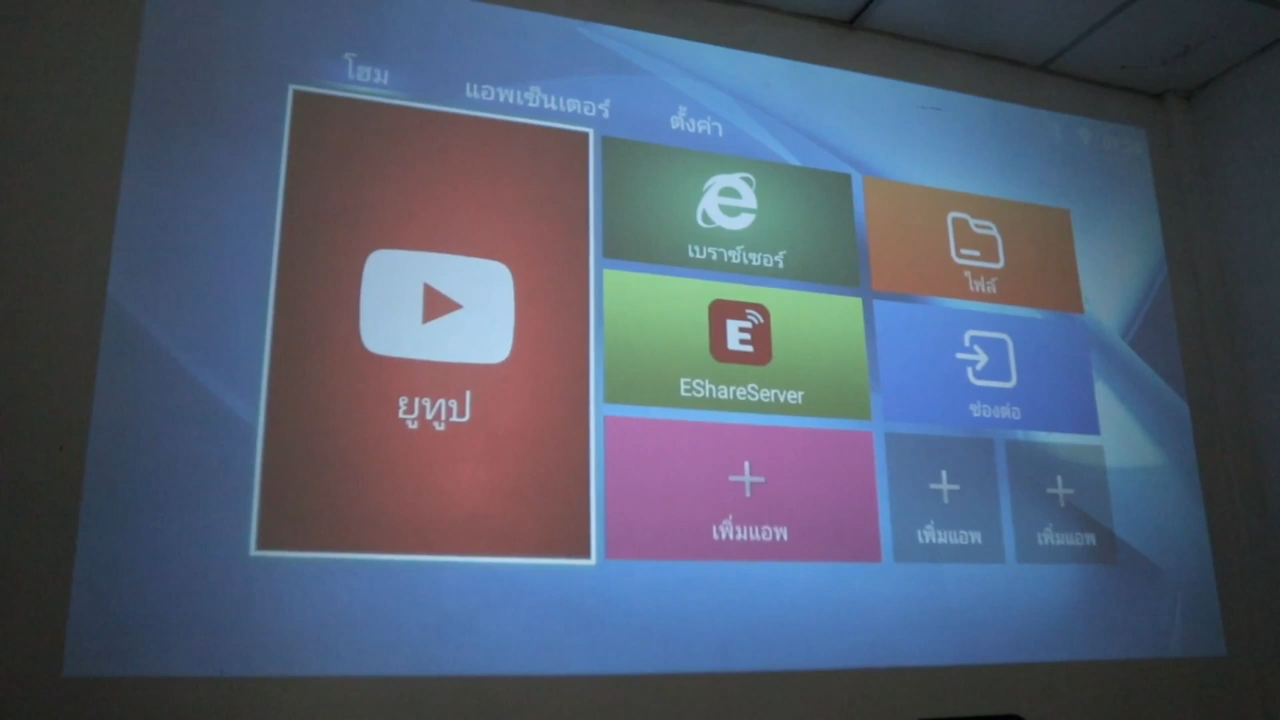 โฮม
แอพเซ็นเตอร์
ตั้งค่า
ยูทูป
เบราซ์เซอร์
ไฟล์
E
EShareServer
ช่องต่อ
เพิ่มแอพ
เพิ่มแอพ
เพิ่มแอพ